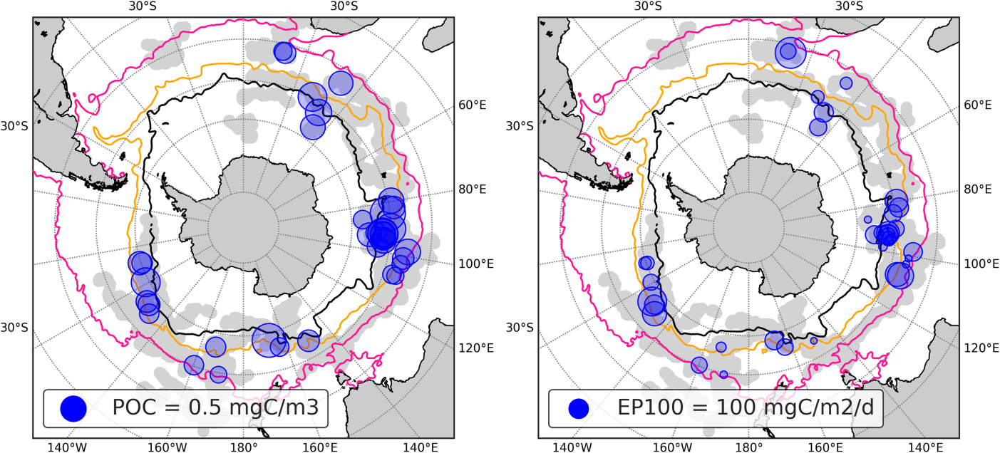 30°S 30°S 30°S 30°S
60°E 60°E
30°S 30°S
80°E 80°E
100°E 100°E
30°S 30°S
120°E 120°E
POC = 0.5 mgC/m3 EP100 = 100 mgC/m2/d
140°W 160°W 180° 160°E 140°E 140°W 160°W 180° 160°E 140°E